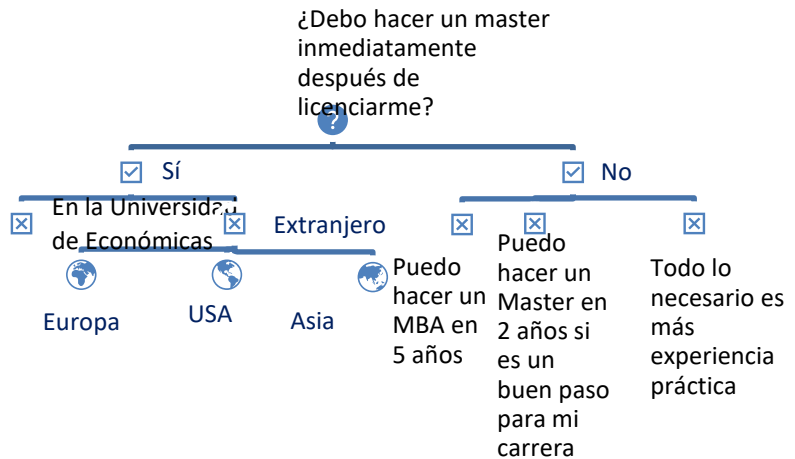 ¿Debo hacer un master
inmediatamente
después de
licenciarme?
?
Sí
No
En la Universidad
de Económicas
Extranjero
Europa
USA
Asia
Puedo
hacer un
MBA en
5 años
Puedo
hacer un
Master en
2 años si
es un
buen paso
para mi
carrera
Todo lo
necesario es
más
experiencia
práctica